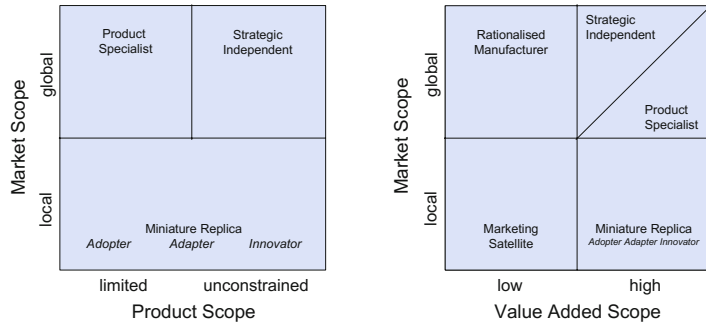 Market Scope
global
local
Product
Specialist
Strategic
Independent
Miniature Replica
Adopter Adapter Innovator
limited unconstrained
Product Scope
Market Scope
global
local
Rationalised
Manufacturer
Strategic
Independent
Product
Specialist
Marketing
Satellite
Miniature Replica
Adopter Adapter Innovator
low high
Value Added Scope